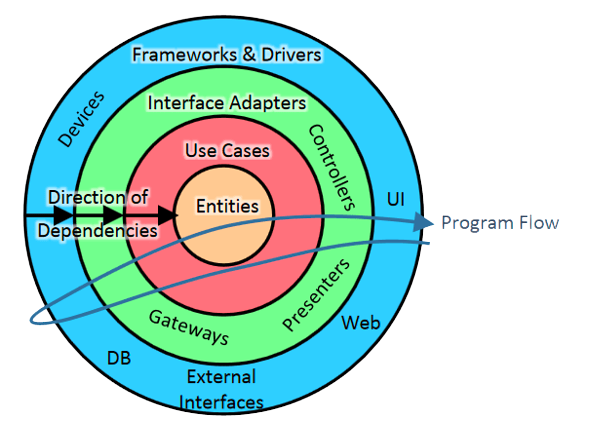 Frameworks & Drivers
Interface Adapters
Devices
Controllers
Use Cases
UI
Direction of
Dependencies
Entities
Program Flow
Presenters
Gateways
Web
DB
External
Interfaces